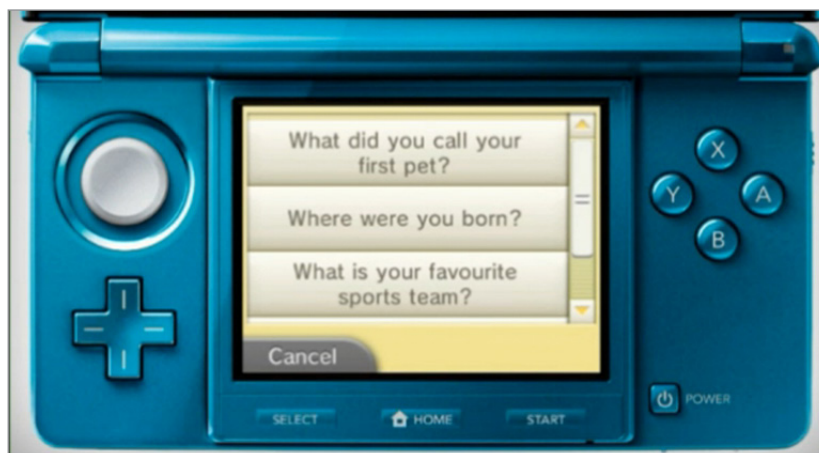 What did you call your
first pet?
Where were you born?
What is your favourite
sports team?
Cancel
X
Y
A
B
SELECT
HOME
START
POWER